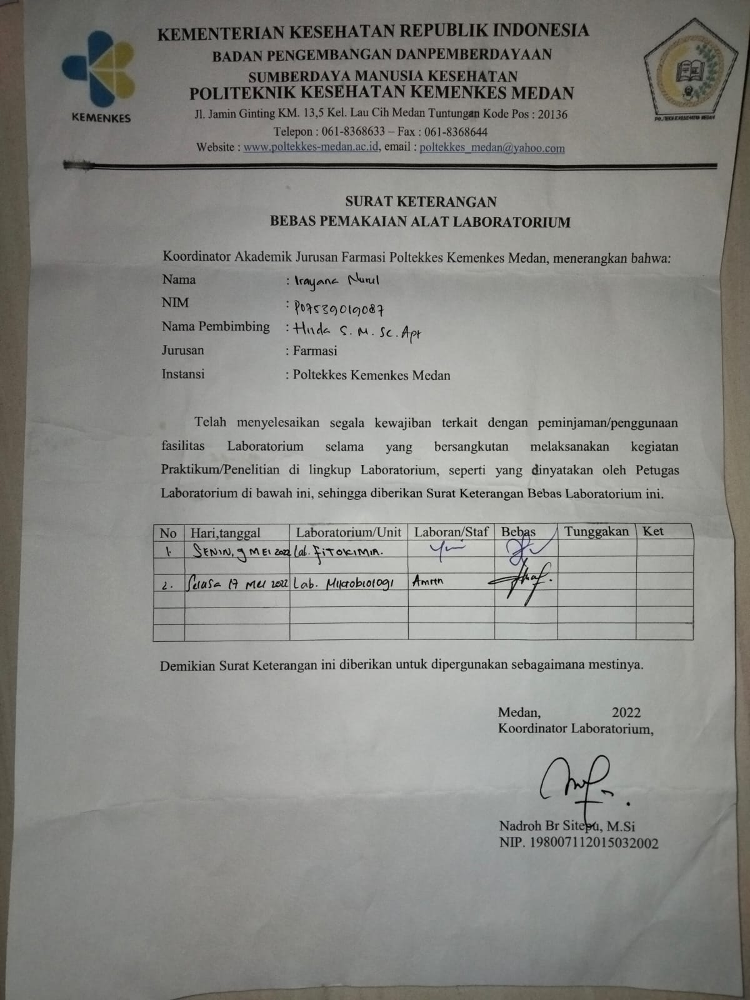 KEMENTERIAN KESEHATAN REPUBLIK INDONESIA
BADAN PENGEMBANGAN DANPEMBERDAYAAN
SUMBERDAYA MANUSIA KESEHATAN
POLITEKNIK KESEHATAN KEMENKES MEDAN
KEMENKES
POLITEKNIK KESEHATAN MEDAN
Jl. Jamin Ginting KM. 13,5 Kel. Lau Cih Medan Tuntungan Kode Pos : 20136
Telepon : 061-8368633 – Fax : 061-8368644
Website : www.poltekkes-medan.ac.id, email : poltekkes_medan@yahoo.com
SURAT KETERANGAN
BEBAS PEMAKAIAN ALAT LABORATORIUM
Koordinator Akademik Jurusan Farmasi Poltekkes Kemenkes Medan, menerangkan bahwa:
Nama : Irayana Nurul
NIM : P07539019087
Nama Pembimbing : S. M. Sc. Apt
Jurusan : Farmasi
Instansi : Poltekkes Kemenkes Medan
Telah menyelesaikan segala kewajiban terkait dengan peminjaman/penggunaan
fasilitas Laboratorium selama yang bersangkutan melaksanakan kegiatan
Praktikum/Penelitian di lingkup Laboratorium, seperti yang dinyatakan oleh Petugas
Laboratorium di bawah ini, sehingga diberikan Surat Keterangan Bebas Laboratorium ini.
No Hari,tanggal Laboratorium/Unit Laboran/Staf Bebas Tunggakan Ket
1. SENIN, 9 MEI 2022 Lab. FITOKIMIA.
2. Selasa 17 Mei 2022 Lab. Mikrobiologi
Demikian Surat Keterangan ini diberikan untuk dipergunakan sebagaimana mestinya.
Medan, 2022
Koordinator Laboratorium,
Nadroh Br Sitepu, M.Si
NIP. 198007112015032002